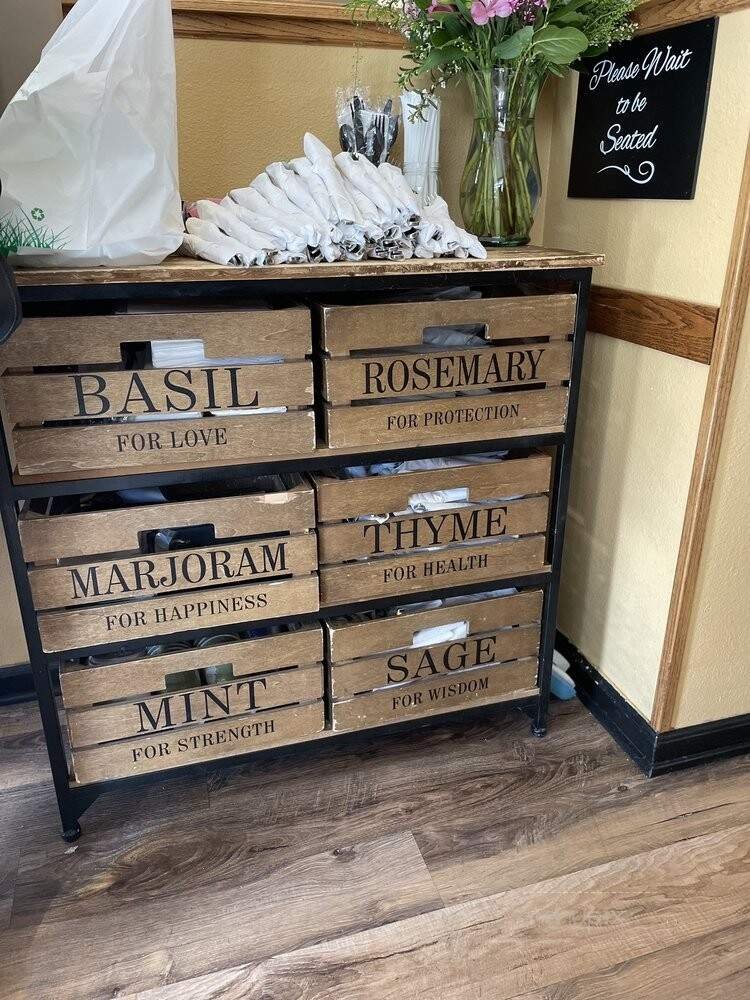 Please Wait
to be
Seated
BASIL
FOR LOVE
ROSEMARY
FOR PROTECTION
MARJORAM
FOR HAPPINESS
THYME
FOR HEALTH
MINT
FOR STRENGTH
SAGE
FOR WISDOM